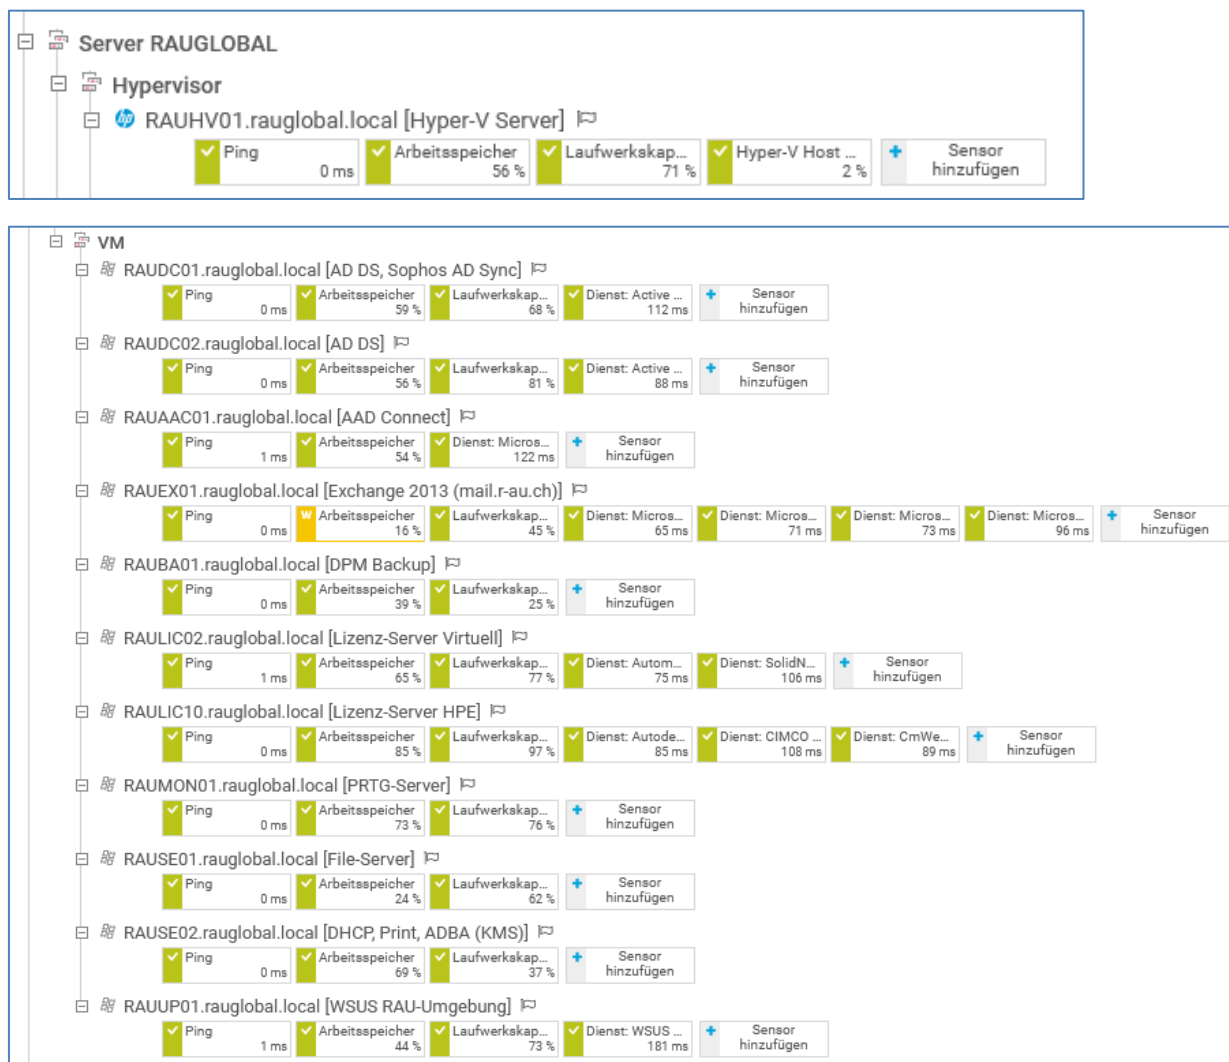 Server RAUGLOBAL
Hypervisor
hp RAUHV01.rauglobal.local [Hyper-V Server]
Ping Arbeitsspeicher Laufwerkskap... Hyper-V Host ... + Sensor
0 ms 56 % 71 % 2 % hinzufügen
VM
RAUDC01.rauglobal.local [AD DS, Sophos AD Sync]
Ping Arbeitsspeicher Laufwerkskap... Dienst: Active ... + Sensor
0 ms 59 % 68 % 112 ms hinzufügen
RAUDC02.rauglobal.local [AD DS]
Ping Arbeitsspeicher Laufwerkskap... Dienst: Active ... + Sensor
0 ms 56 % 81 % 88 ms hinzufügen
RAUAAC01.rauglobal.local [AAD Connect]
Ping Arbeitsspeicher Dienst: Micros... + Sensor
1 ms 54 % 122 ms hinzufügen
RAUEX01.rauglobal.local [Exchange 2013 (mail.r-au.ch)]
Ping W Arbeitsspeicher Laufwerkskap... Dienst: Micros... Dienst: Micros... Dienst: Micros... Dienst: Micros... + Sensor
0 ms 16 % 45 % 65 ms 71 ms 73 ms 96 ms hinzufügen
RAUBA01.rauglobal.local [DPM Backup]
Ping Arbeitsspeicher Laufwerkskap... + Sensor
0 ms 39 % 25 % hinzufügen
RAULIC02.rauglobal.local [Lizenz-Server Virtuell]
Ping Arbeitsspeicher Laufwerkskap... Dienst: Autom... Dienst: SolidN... + Sensor
1 ms 65 % 77 % 75 ms 106 ms hinzufügen
RAULIC10.rauglobal.local [Lizenz-Server HPE]
Ping Arbeitsspeicher Laufwerkskap... Dienst: Autode... Dienst: CIMCO ... Dienst: CmWe... + Sensor
0 ms 85 % 97 % 85 ms 108 ms 89 ms hinzufügen
RAUMON01.rauglobal.local [PRTG-Server]
Ping Arbeitsspeicher Laufwerkskap... + Sensor
0 ms 73 % 76 % hinzufügen
RAUSE01.rauglobal.local [File-Server]
Ping Arbeitsspeicher Laufwerkskap... + Sensor
0 ms 24 % 62 % hinzufügen
RAUSE02.rauglobal.local [DHCP, Print, ADBA (KMS)]
Ping Arbeitsspeicher Laufwerkskap... + Sensor
0 ms 69 % 37 % hinzufügen
RAUUP01.rauglobal.local [WSUS RAU-Umgebung]
Ping Arbeitsspeicher Laufwerkskap... Dienst: WSUS ... + Sensor
1 ms 44 % 73 % 181 ms hinzufügen